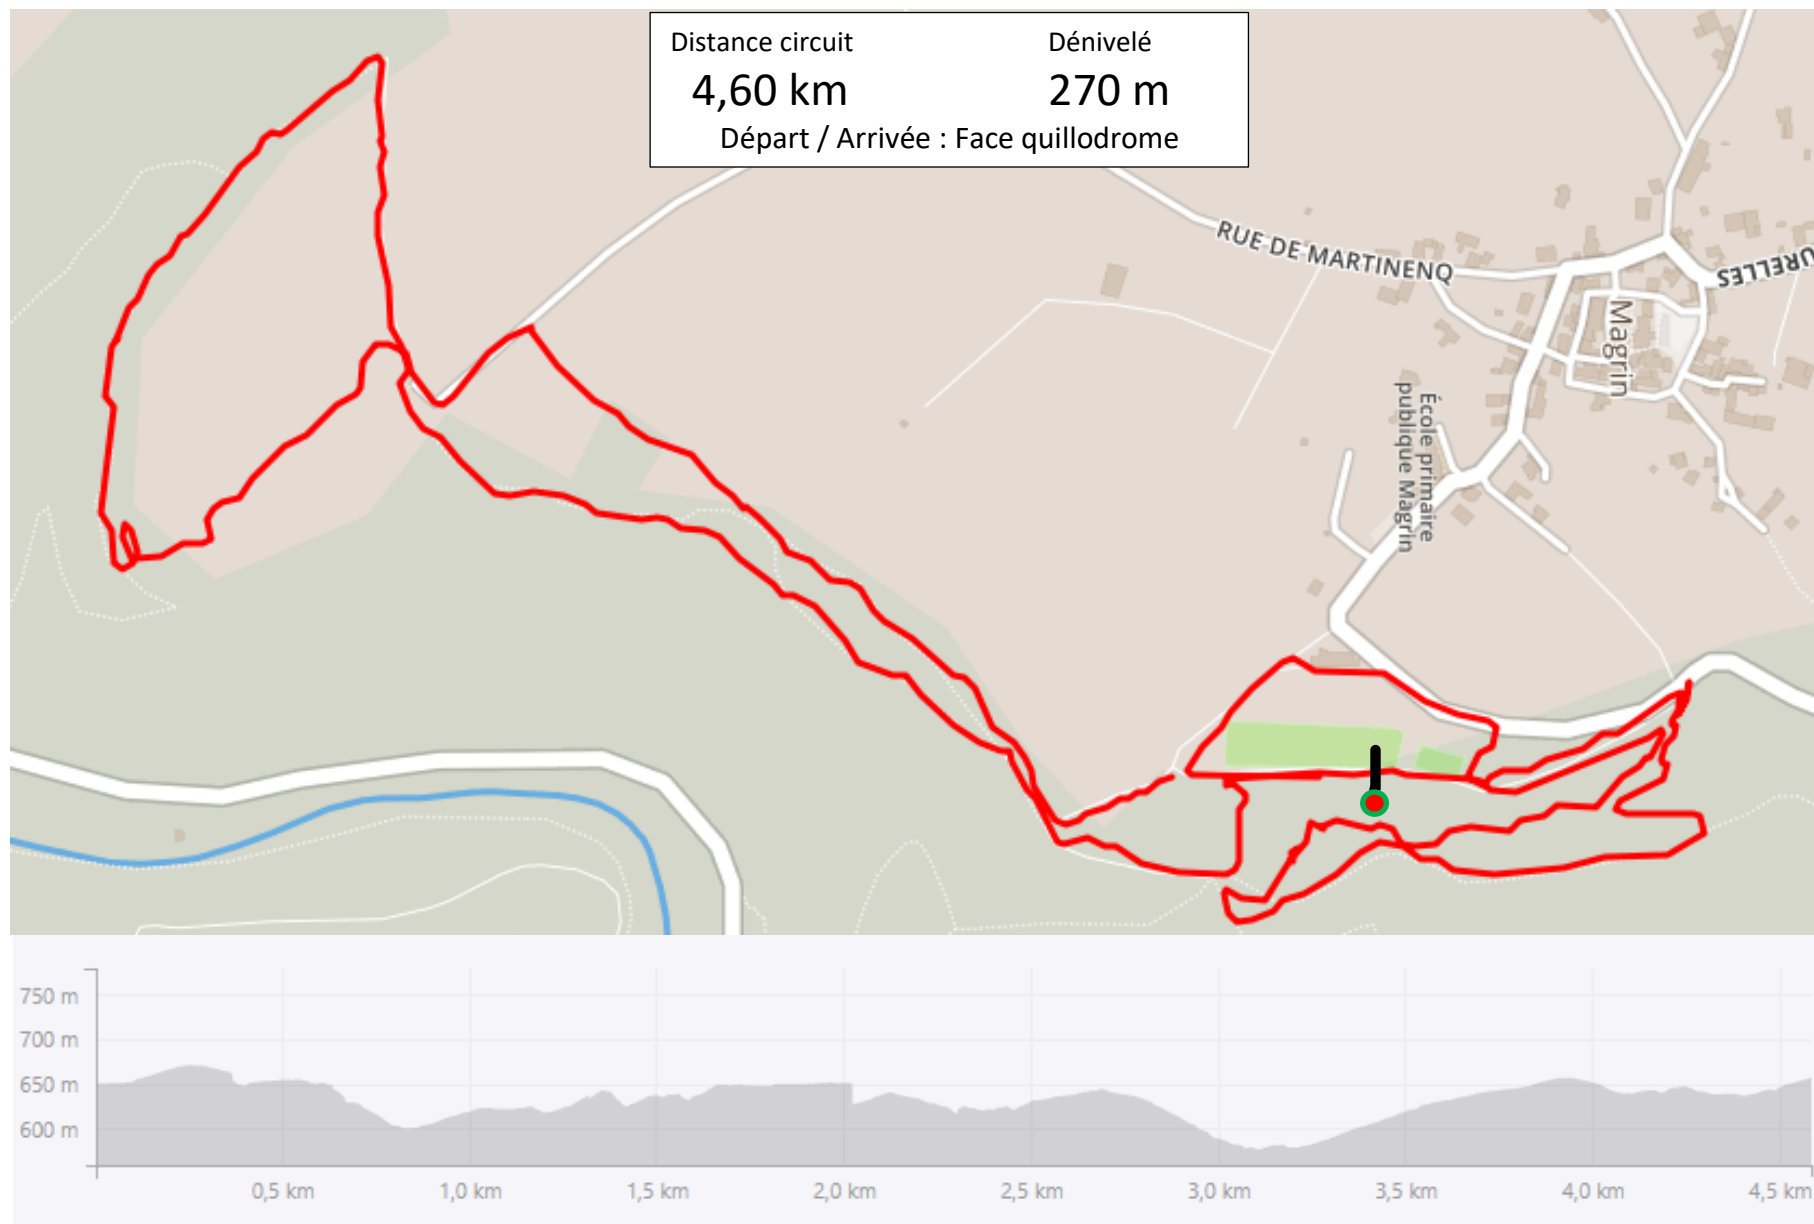 Distance circuit
Dénivelé
4,60 km
270 m
Départ / Arrivée : Face quillodrome
RUE DE MARTINENQ
URELLES
Magrin
École primaire
publique Magrin
750 m
700 m
650 m
600 m
0,5 km
1,0 km
1,5 km
2,0 km
2,5 km
3,0 km
3,5 km
4,0 km
4,5 km